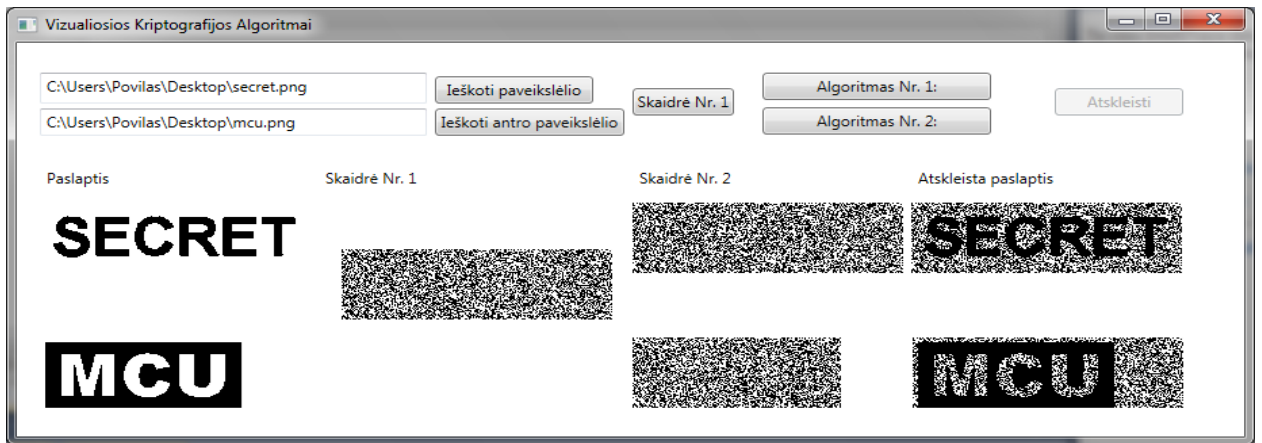 Vizualiosios Kriptografijos Algoritmai
C:\Users\Povilas\Desktop\secret.png
Ieškoti paveikslėlio
Skaidrė Nr. 1
Algoritmas Nr. 1:
Atskleisti
C:\Users\Povilas\Desktop\mcu.png
Ieškoti antro paveikslėlio
Algoritmas Nr. 2:
Paslaptis
Skaidrė Nr. 1
Skaidrė Nr. 2
Atskleista paslaptis
SECRET
SECRET
MCU
MCU